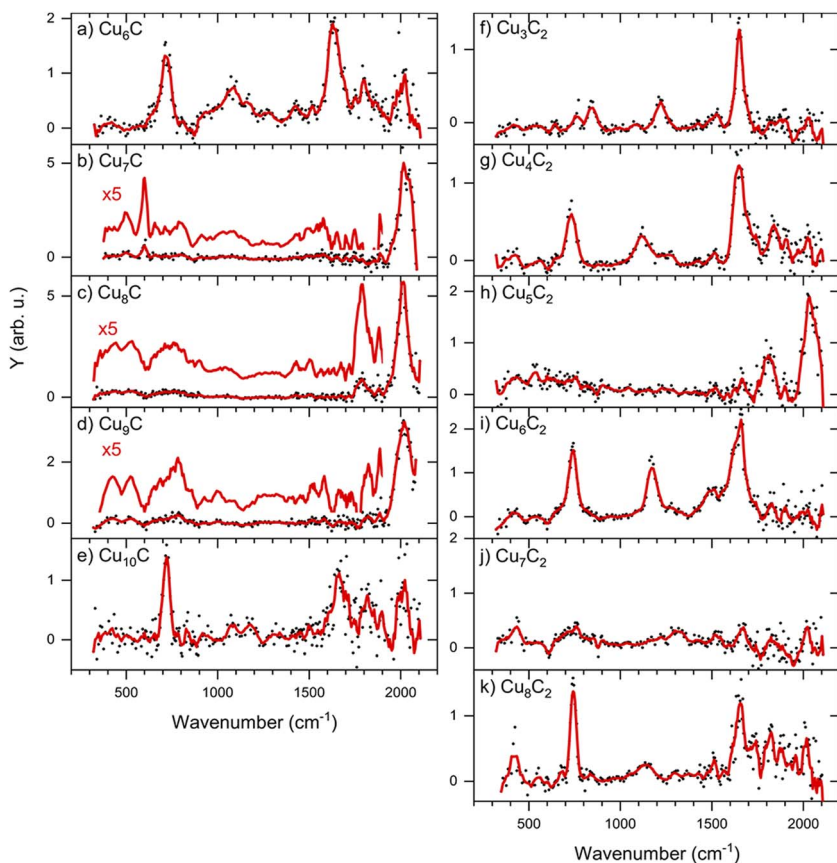 a) Cu₆C
1
0
b) Cu₇C
5
x5
0
c) Cu₈C
5
x5
0
d) Cu₉C
x5
2
0
e) Cu₁₀C
1
0
500 1000 1500 2000
Wavenumber (cm⁻¹)
Y (arb. u.)
f) Cu₃C₂
1
0
g) Cu₄C₂
1
0
h) Cu₅C₂
2
1
0
i) Cu₆C₂
2
1
0
2
j) Cu₇C₂
1
0
k) Cu₈C₂
1
0
500 1000 1500 2000
Wavenumber (cm⁻¹)